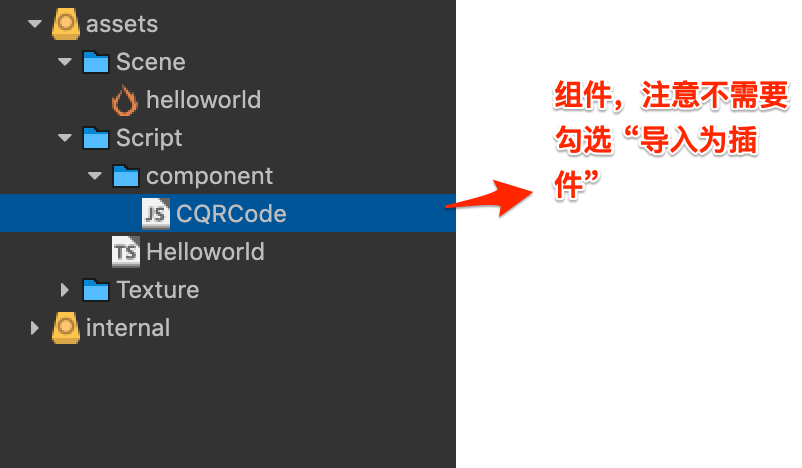 assets
Scene
helloworld
Script
component
JS CQRCode
TS Helloworld
Texture
internal
组件，注意不需要
勾选“导入为插
件”